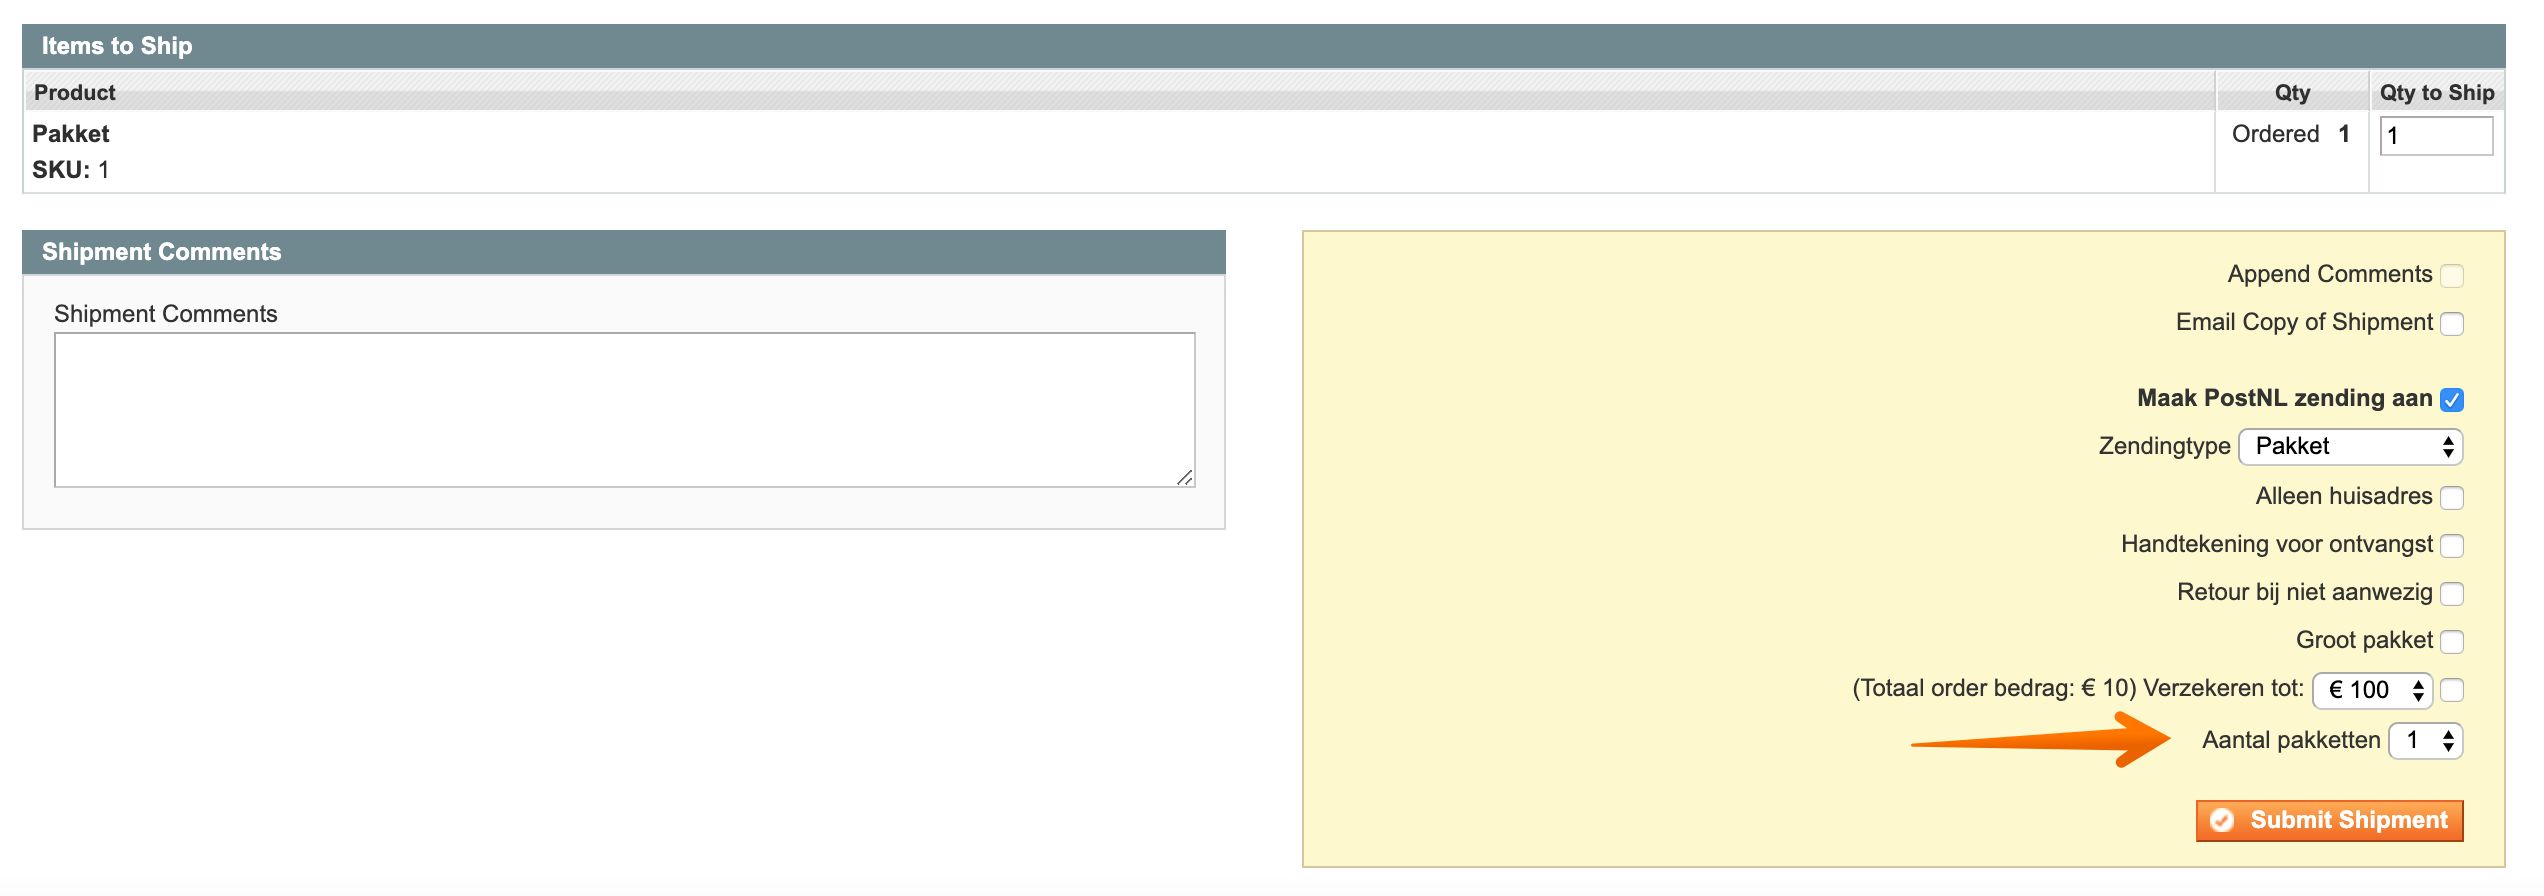 Items to Ship
Product Qty Qty to Ship
Pakket Ordered 1 1
SKU: 1
Shipment Comments
Shipment Comments
Append Comments
Email Copy of Shipment
Maak PostNL zending aan
Zendingtype Pakket
Alleen huisadres
Handtekening voor ontvangst
Retour bij niet aanwezig
Groot pakket
(Totaal order bedrag: € 10) Verzekeren tot: € 100
Aantal pakketten 1
Submit Shipment